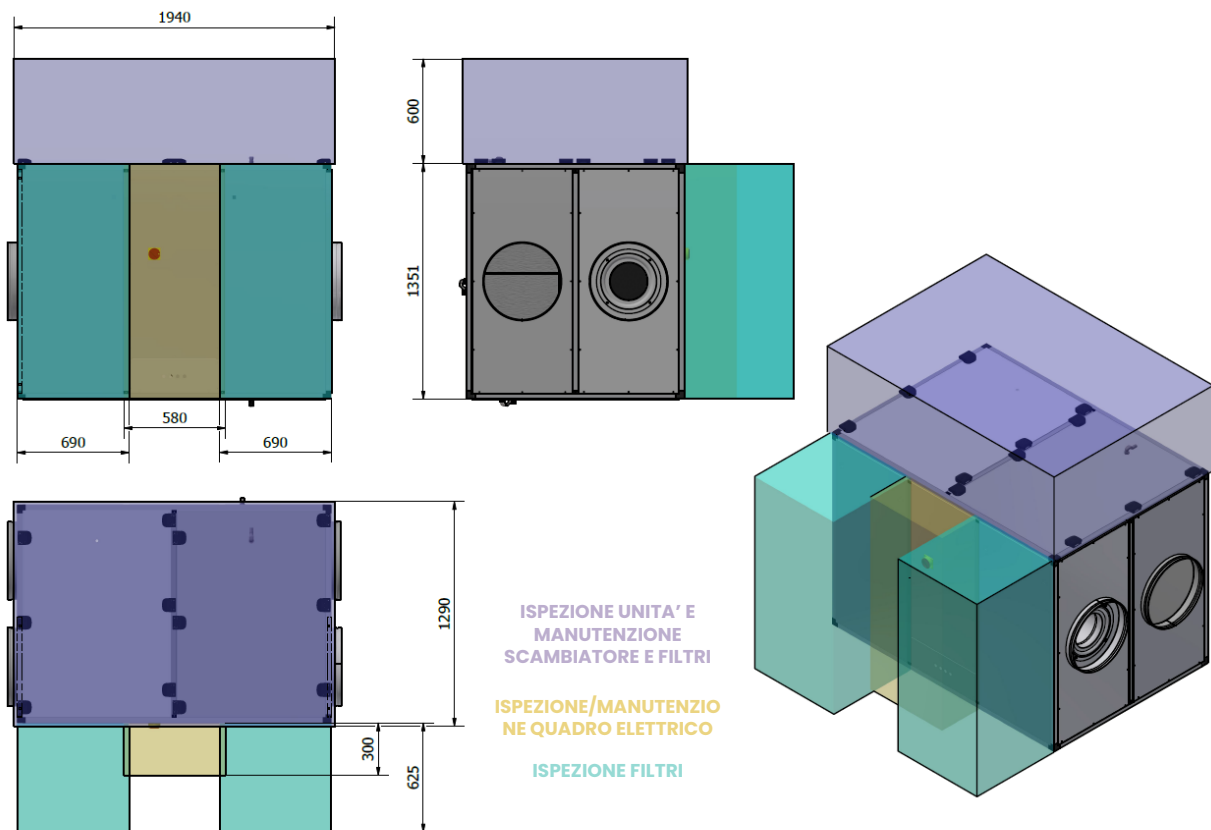 1940
600
1351
580
690
690
1290
300
625
ISPEZIONE UNITA' E
MANUTENZIONE
SCAMBIATORE E FILTRI
ISPEZIONE/MANUTENZIO
NE QUADRO ELETTRICO
ISPEZIONE FILTRI